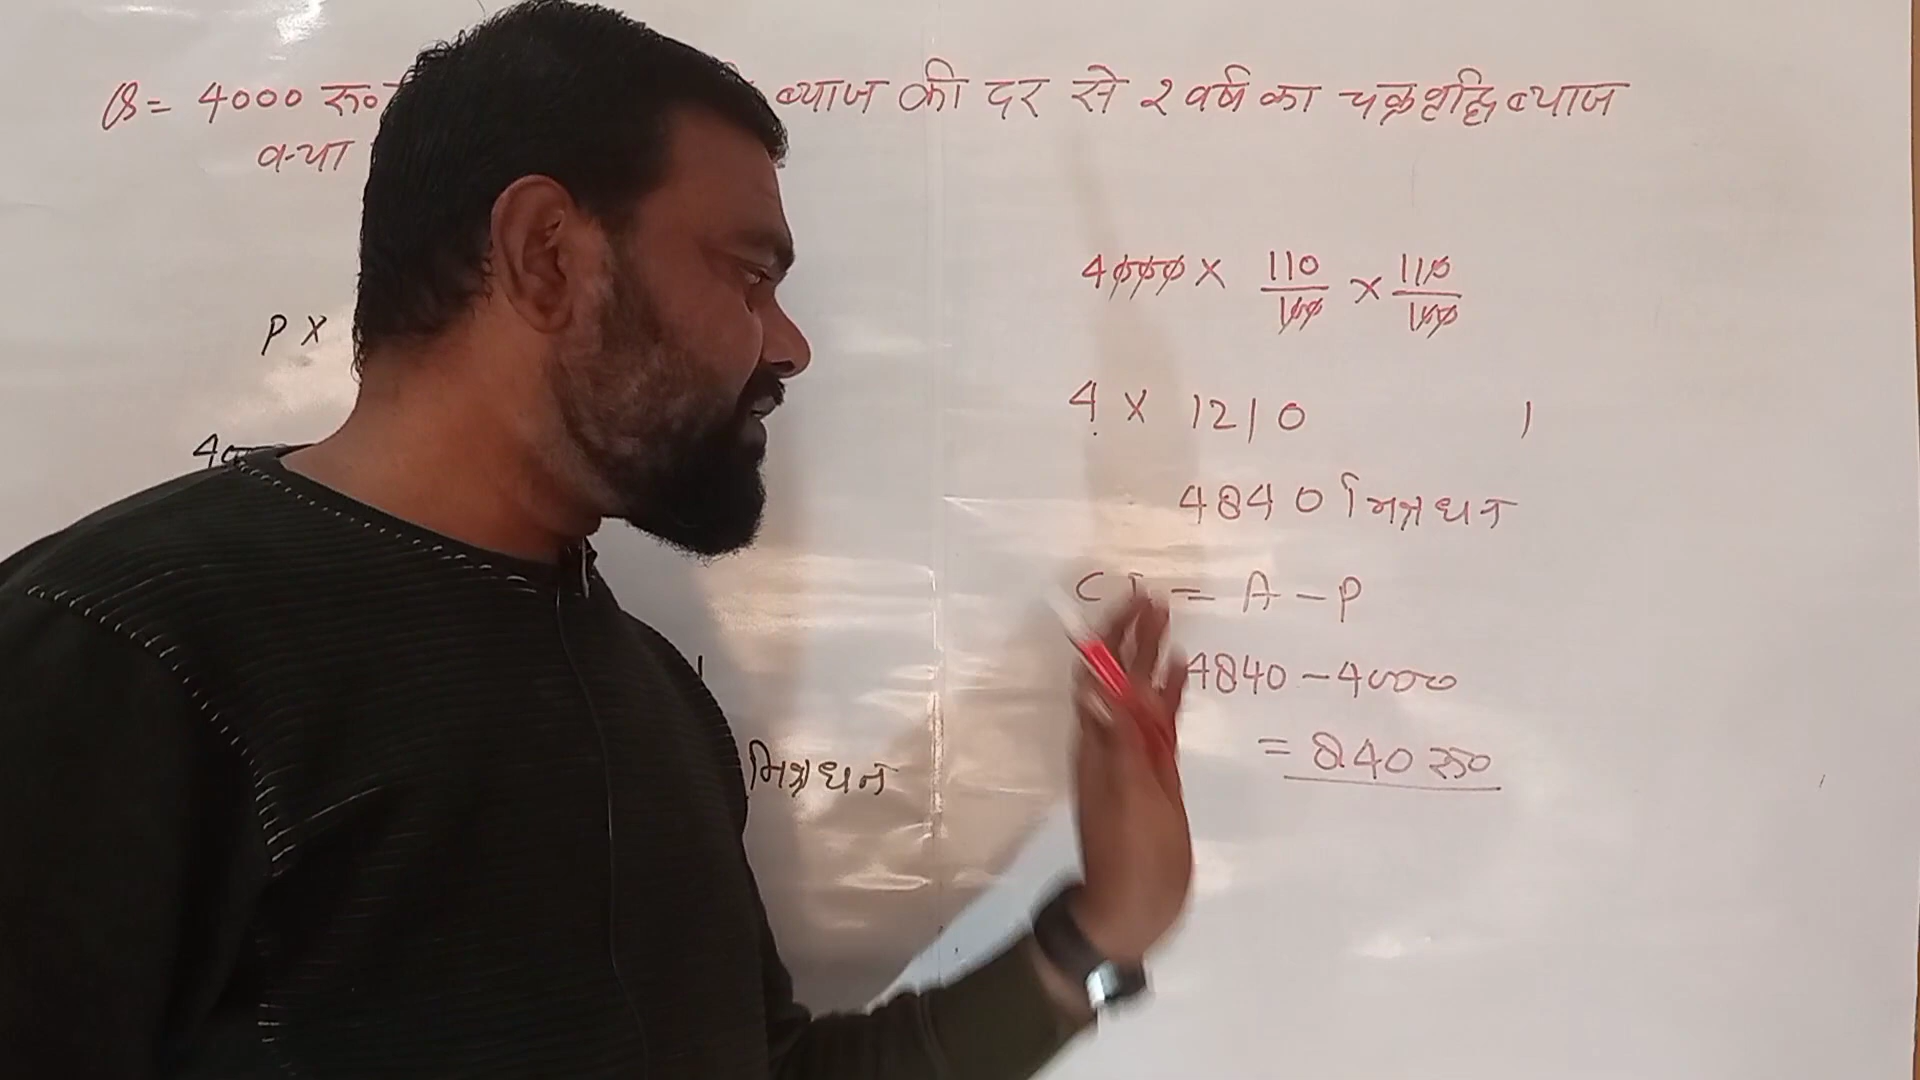 Q = 4000 रू० ब्याज की दर से 2 वर्ष का चक्रवृद्धि ब्याज
क्या
4000 × 110/100 × 110/100
P ×
4 × 1210
40
4840 मिश्रधन
CI = A - P
4840 - 4000
मिश्रधन
= 840 रू०